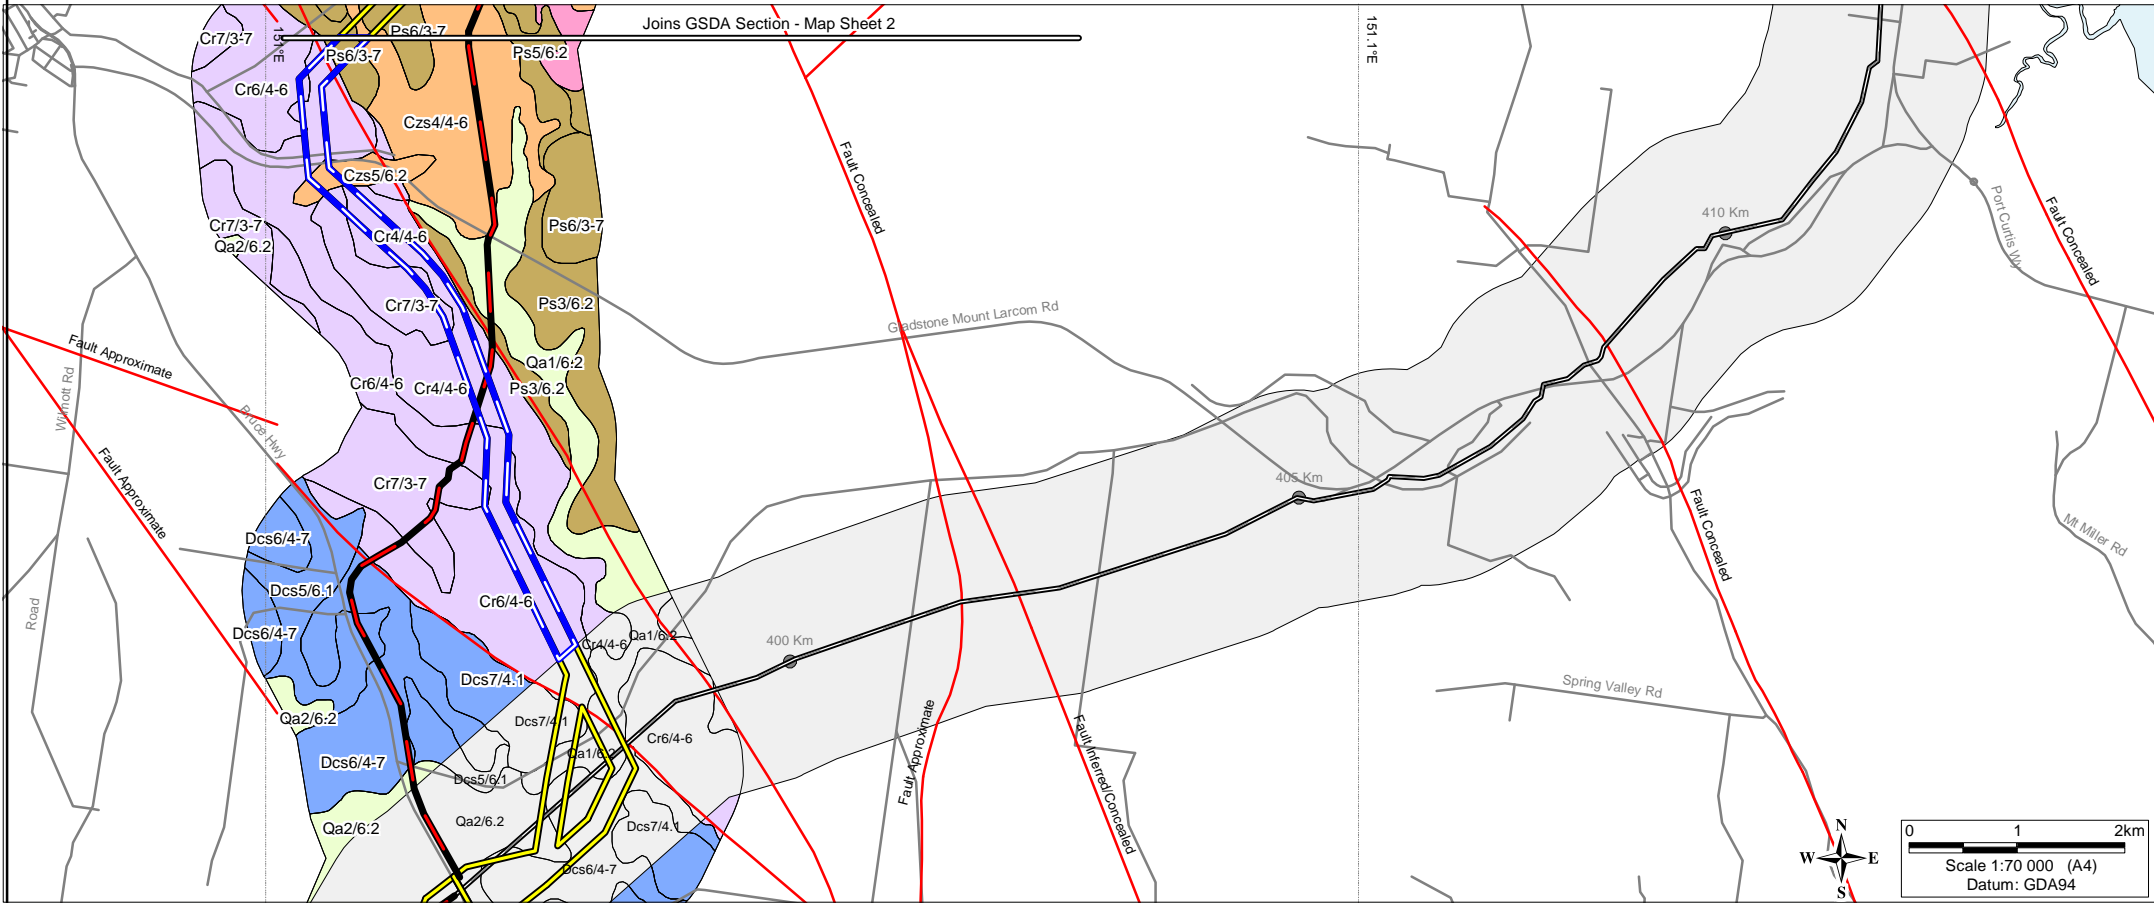 Joins GSDA Section - Map Sheet 2
Cr7/3-7
151°E
Ps6/3-7
Ps6/3-7
Ps5/6.2
151.1°E
Cr6/4-6
Czs4/4-6
Fault Concealed
Czs5/6.2
Port Curtis Wy
Fault Concealed
410 Km
Cr7/3-7
Qa2/6.2
Cr4/4-6
Ps6/3-7
Cr7/3-7
Ps3/6.2
Gladstone Mount Larcom Rd
Fault Approximate
Wilmott Rd
Qa1/6.2
Cr6/4-6
Cr4/4-6
Ps3/6.2
Bruce Hwy
Fault Approximate
Cr7/3-7
405 Km
Fault Concealed
Mt Miller Rd
Dcs6/4-7
Dcs5/6.1
Cr6/4-6
Road
Dcs6/4-7
Qa1/6.2
Cr4/4-6
400 Km
Dcs7/4.1
Spring Valley Rd
Qa2/6.2
Dcs7/4.1
Cr6/4-6
Fault Approximate
Fault Inferred/Concealed
Qa1/6.2
Dcs6/4-7
Dcs5/6.1
Qa2/6.2
Qa2/6.2
Dcs7/4.1
Dcs6/4-7
N
W
E
S
0 1 2km
Scale 1:70 000 (A4)
Datum: GDA94